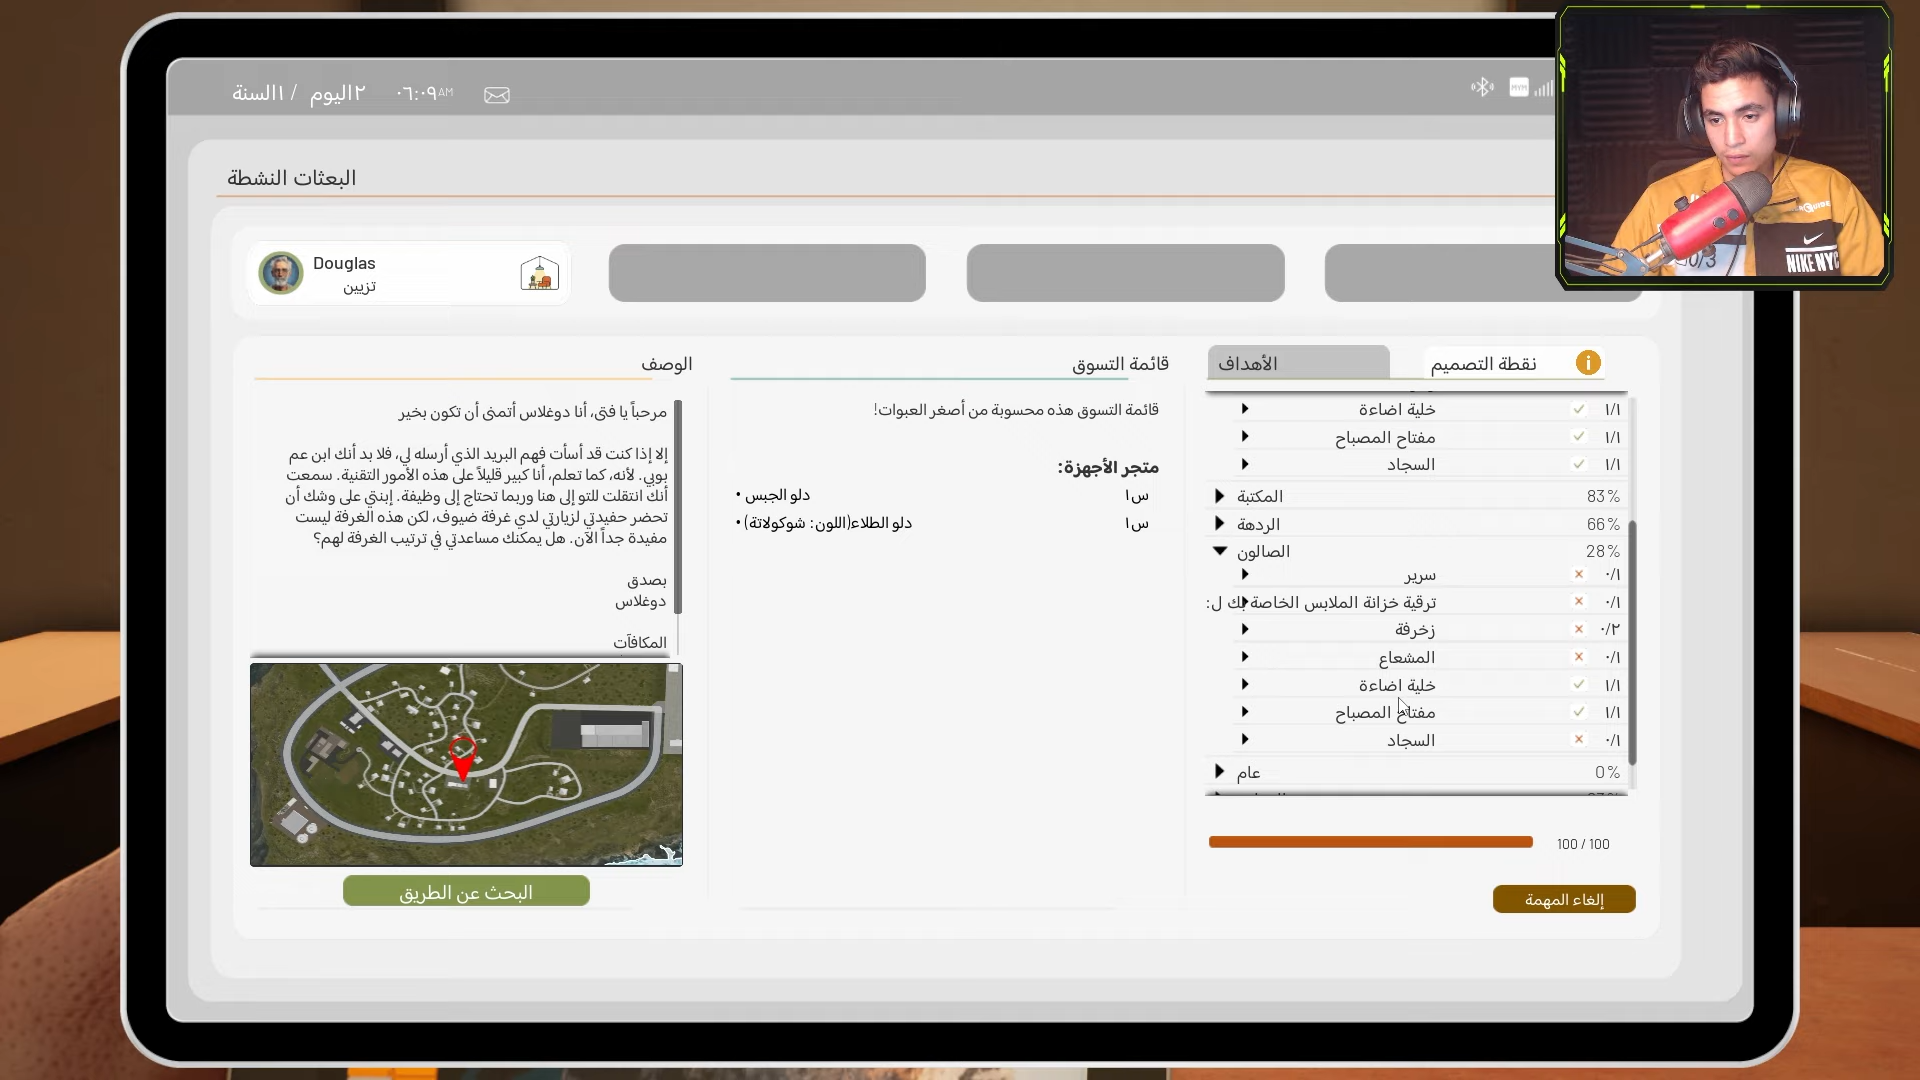 ٢اليوم / ١السنة
٠٦:٠٩AM
البعثات النشطة
Douglas
تزيين
الوصف
مرحباً يا فتى، أنا دوغلاس أتمنى أن تكون بخير
إلا إذا كنت قد أسأت فهم البريد الذي أرسله لي، فلا بد أنك ابن عم
بوبي. لأنه، كما تعلم، أنا كبير قليلاً على هذه الأمور التقنية. سمعت
أنك انتقلت للتو إلى هنا وربما تحتاج إلى وظيفة. إبنتي على وشك أن
تحضر حفيدتي لزيارتي لدي غرفة ضيوف، لكن هذه الغرفة ليست
مفيدة جداً الآن. هل يمكنك مساعدتي في ترتيب الغرفة لهم؟
بصدق
دوغلاس
المكافآت
البحث عن الطريق
قائمة التسوق
قائمة التسوق هذه محسوبة من أصغر العبوات!
متجر الأجهزة:
• دلو الجبس س١
• دلو الطلاء(اللون: شوكولاتة) س١
الأهداف
نقطة التصميم
خلية اضاءة ١/١
مفتاح المصباح ١/١
السجاد ١/١
المكتبة 83%
الردهة 66%
الصالون 28%
سرير ٠/١
ترقية خزانة الملابس الخاصة بك ل: ٠/١
زخرفة ٠/٢
المشعاع ٠/١
خلية اضاءة ١/١
مفتاح المصباح ١/١
السجاد ٠/١
عام 0%
100 / 100
إلغاء المهمة
NIKE NYC